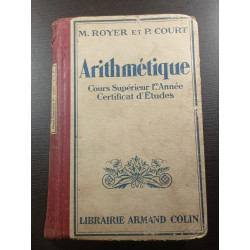 M. ROYER ET P. COURT
Arithmétique
Cours Supérieur 1re Année
Certificat d'Études
LIBRAIRIE ARMAND COLIN